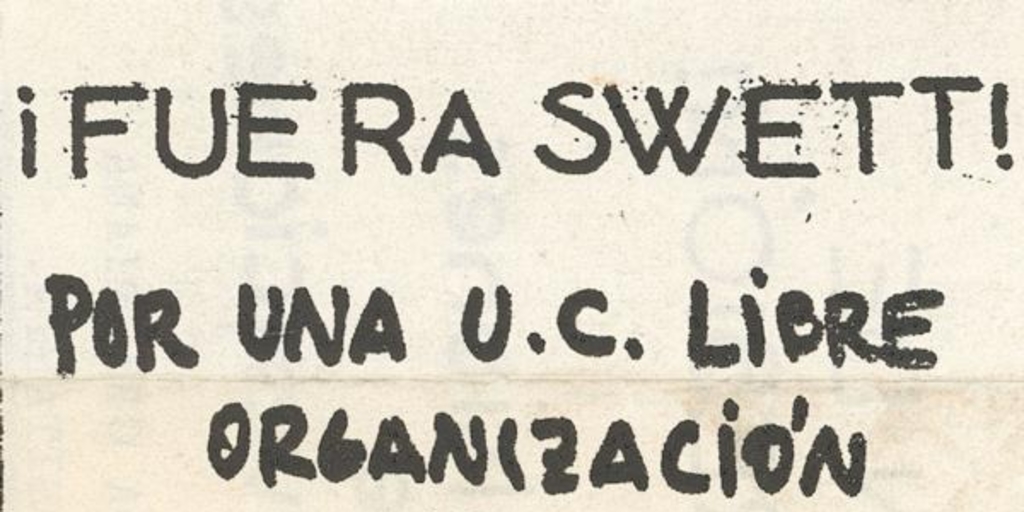 ¡FUERA SWETT!
POR UNA U.C. LiBRE
ORGANIZACiÓN